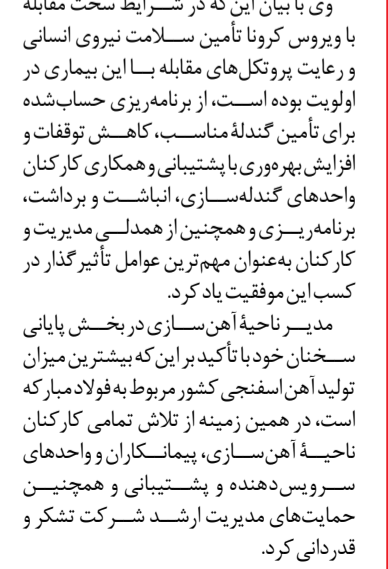 وی با بیان این‌که در شرایط سخت مقابله
با ویروس کرونا تأمین سلامت نیروی انسانی
و رعایت پروتکل‌های مقابله با این بیماری در
اولویت بوده است، از برنامه‌ریزی حساب‌شده
برای تأمین گندلهٔ مناسب، کاهش توقفات و
افزایش بهره‌وری با پشتیبانی و همکاری کارکنان
واحدهای گندله‌سازی، انباشت و برداشت،
برنامه‌ریزی و همچنین از همدلی مدیریت و
کارکنان به‌عنوان مهم‌ترین عوامل تأثیرگذار در
کسب این موفقیت یاد کرد.
مدیر ناحیهٔ آهن‌سازی در بخش پایانی
سخنان خود با تأکید بر این‌که بیشترین میزان
تولید آهن اسفنجی کشور مربوط به فولاد مبارکه
است، در همین زمینه از تلاش تمامی کارکنان
ناحیهٔ آهن‌سازی، پیمانکاران و واحدهای
سرویس‌دهنده و پشتیبانی و همچنین
حمایت‌های مدیریت ارشد شرکت تشکر و
قدردانی کرد.